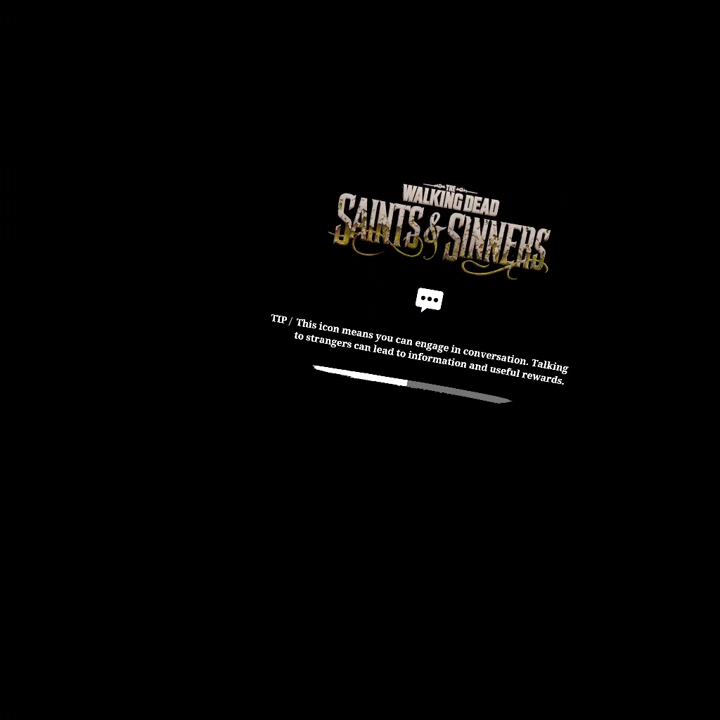 THE
WALKING DEAD
SAINTS & SINNERS
TIP / This icon means you can engage in conversation. Talking
to strangers can lead to information and useful rewards.